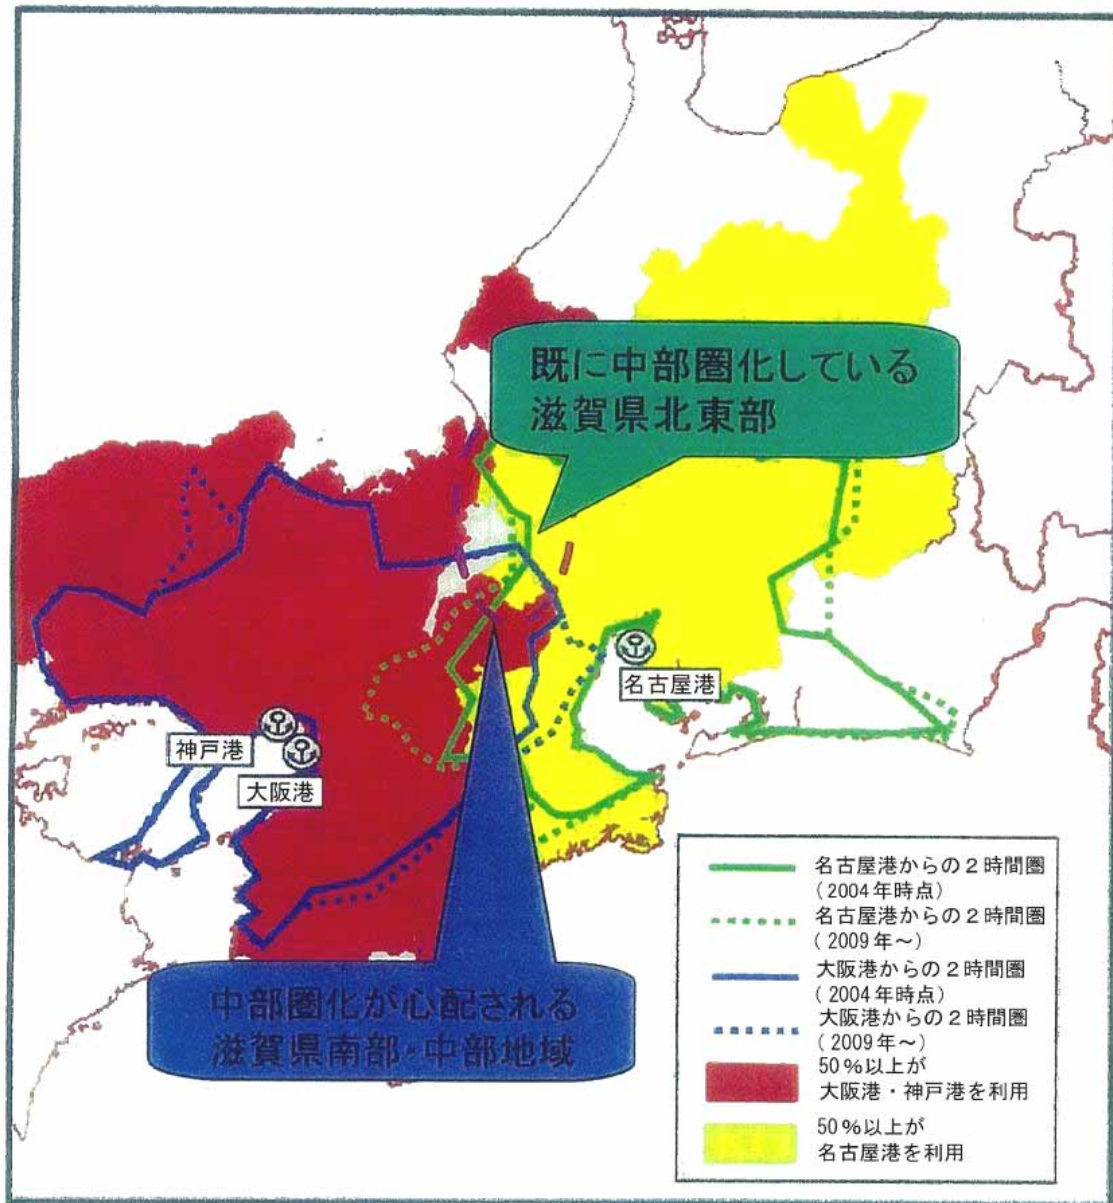 既に中部圏化している
滋賀県北東部
名古屋港
神戸港
大阪港
中部圏化が心配される
滋賀県南部・中部地域
名古屋港からの2時間圏
(2004年時点)
名古屋港からの2時間圏
(2009年～)
大阪港からの2時間圏
(2004年時点)
大阪港からの2時間圏
(2009年～)
50%以上が
大阪港・神戸港を利用
50%以上が
名古屋港を利用